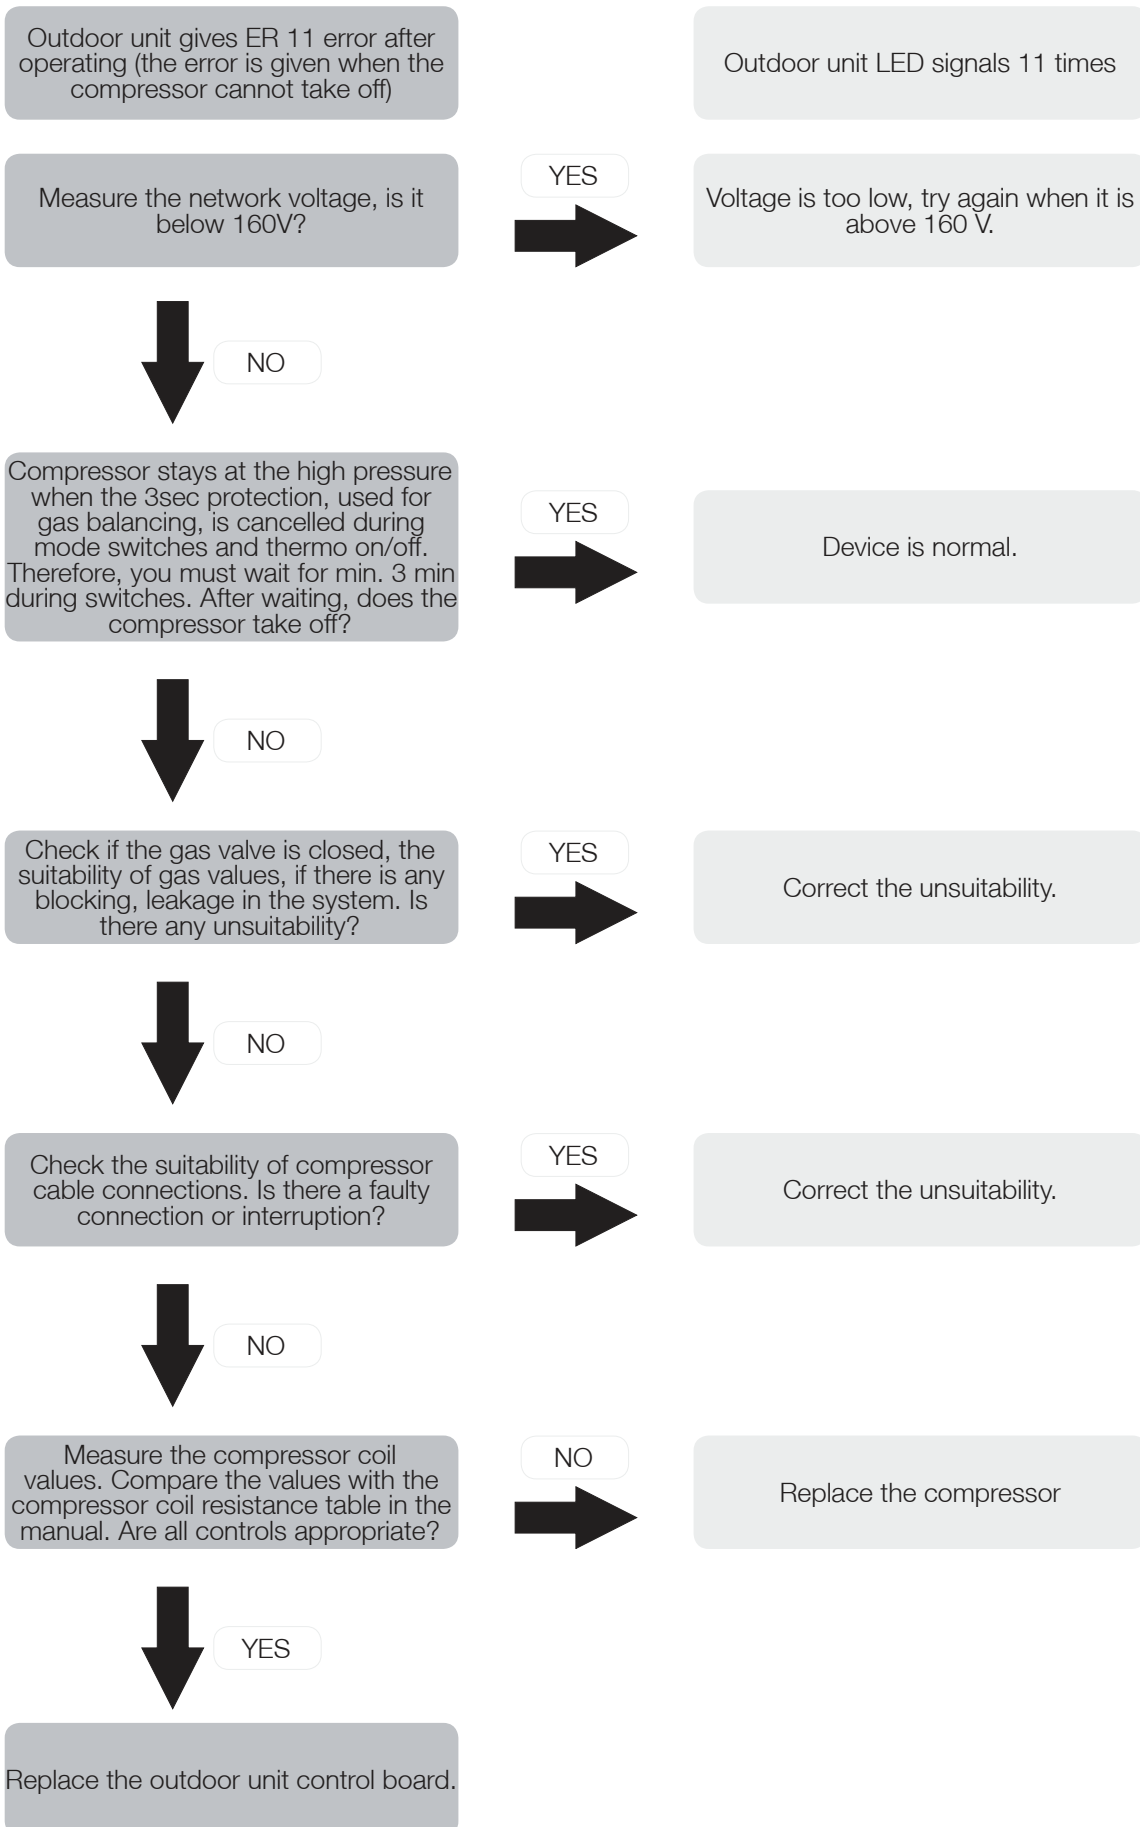 Outdoor unit gives ER 11 error after
operating (the error is given when the
compressor cannot take off)
Outdoor unit LED signals 11 times
Measure the network voltage, is it
below 160V?
YES
Voltage is too low, try again when it is
above 160 V.
NO
Compressor stays at the high pressure
when the 3sec protection, used for
gas balancing, is cancelled during
mode switches and thermo on/off.
Therefore, you must wait for min. 3 min
during switches. After waiting, does the
compressor take off?
YES
Device is normal.
NO
Check if the gas valve is closed, the
suitability of gas values, if there is any
blocking, leakage in the system. Is
there any unsuitability?
YES
Correct the unsuitability.
NO
Check the suitability of compressor
cable connections. Is there a faulty
connection or interruption?
YES
Correct the unsuitability.
NO
Measure the compressor coil
values. Compare the values with the
compressor coil resistance table in the
manual. Are all controls appropriate?
NO
Replace the compressor
YES
Replace the outdoor unit control board.